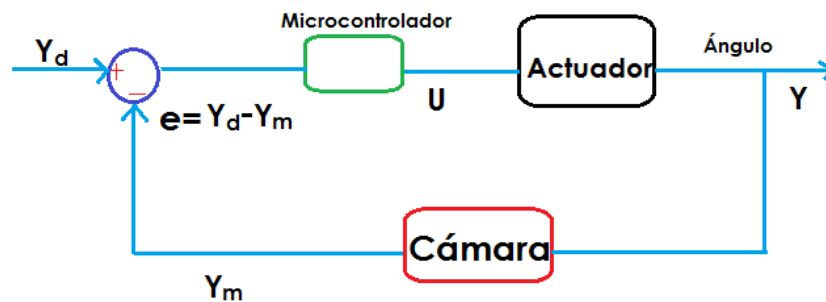 Microcontrolador
Yd
+
−
e=Yd-Ym
U
Actuador
Ángulo
Y
Cámara
Ym